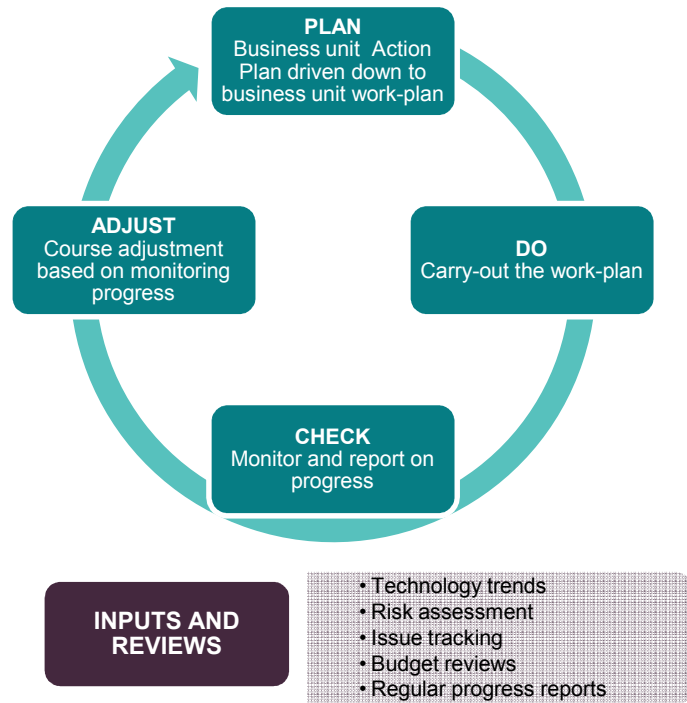 PLAN
Business unit Action
Plan driven down to
business unit work-plan
ADJUST
Course adjustment
based on monitoring
progress
DO
Carry-out the work-plan
CHECK
Monitor and report on
progress
INPUTS AND
REVIEWS
• Technology trends
• Risk assessment
• Issue tracking
• Budget reviews
• Regular progress reports